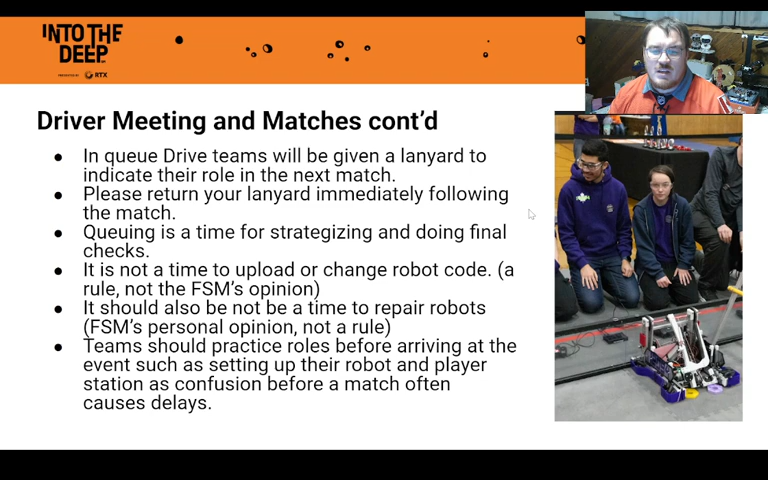 INTO THE
DEEP
PRESENTED BY RTX
Driver Meeting and Matches cont'd
● In queue Drive teams will be given a lanyard to
indicate their role in the next match.
● Please return your lanyard immediately following
the match.
● Queuing is a time for strategizing and doing final
checks.
● It is not a time to upload or change robot code. (a
rule, not the FSM's opinion)
● It should also be not be a time to repair robots
(FSM's personal opinion, not a rule)
● Teams should practice roles before arriving at the
event such as setting up their robot and player
station as confusion before a match often
causes delays.